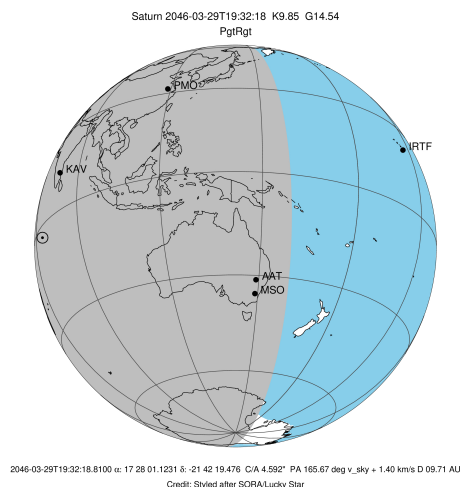 Saturn 2046-03-29T19:32:18 K9.85 G14.54
PgtRgt
PMO
IRTF
KAV
AAT
MSO
2046-03-29T19:32:18.8100 α: 17 28 01.1231 δ: -21 42 19.476 C/A 4.592" PA 165.67 deg v_sky + 1.40 km/s D 09.71 AU
Credit: Styled after SORA/Lucky Star